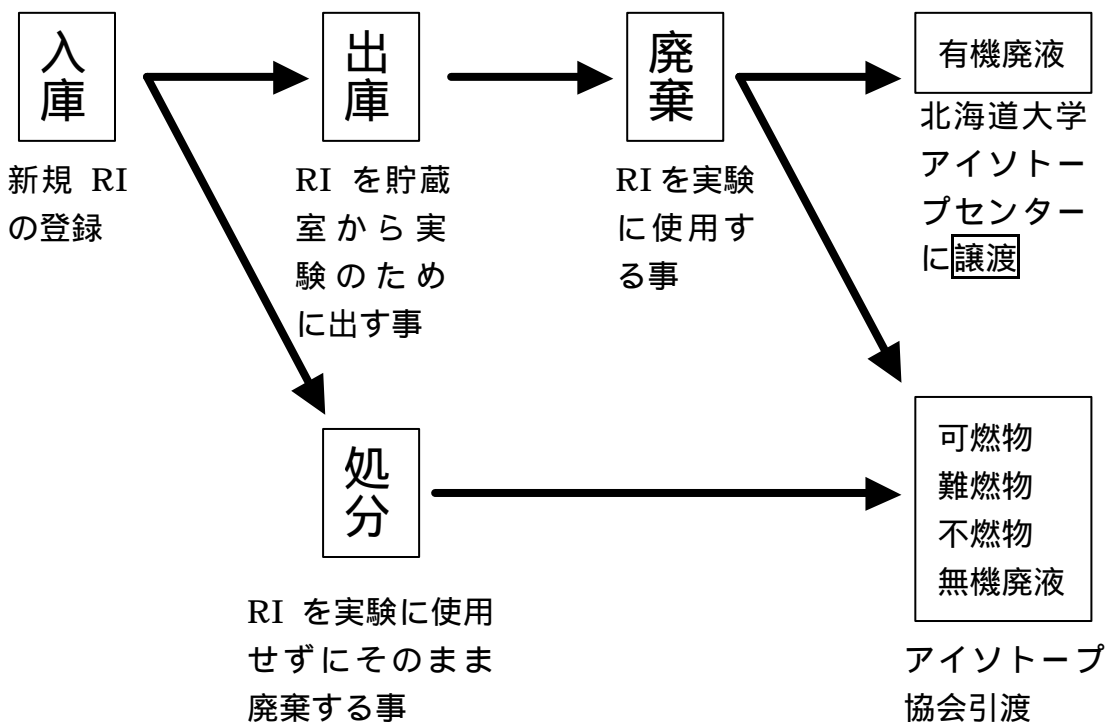 入庫
新規 RI
の登録
出庫
RI を貯蔵
室から実
験のため
に出す事
廃棄
RI を実験
に使用す
る事
有機廃液
北海道大学
アイソトー
プセンター
に譲渡
処分
RI を実験に使用
せずにそのまま
廃棄する事
可燃物
難燃物
不燃物
無機廃液
アイソトープ
協会引渡